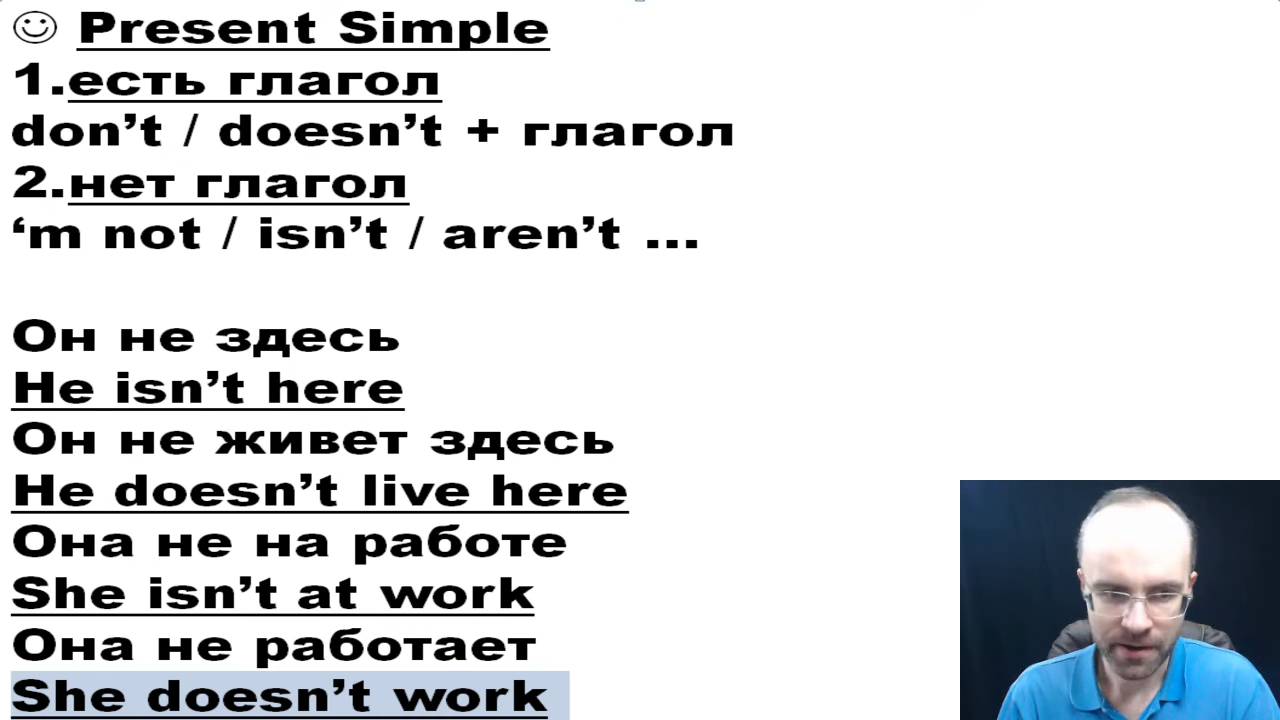 ☺ Present Simple
1.есть глагол
don’t / doesn’t + глагол
2.нет глагол
‘m not / isn’t / aren’t ...
Он не здесь
He isn’t here
Он не живет здесь
He doesn’t live here
Она не на работе
She isn’t at work
Она не работает
She doesn’t work